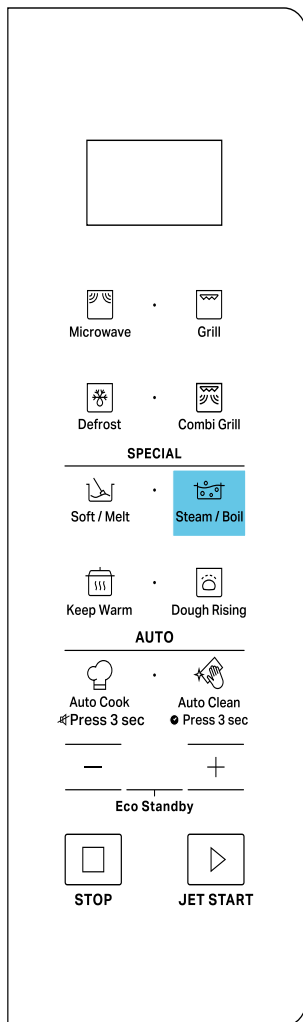 Microwave
Grill
Defrost
Combi Grill
SPECIAL
Soft / Melt
Steam / Boil
Keep Warm
Dough Rising
AUTO
Auto Cook
Press 3 sec
Auto Clean
Press 3 sec
− +
Eco Standby
STOP
JET START